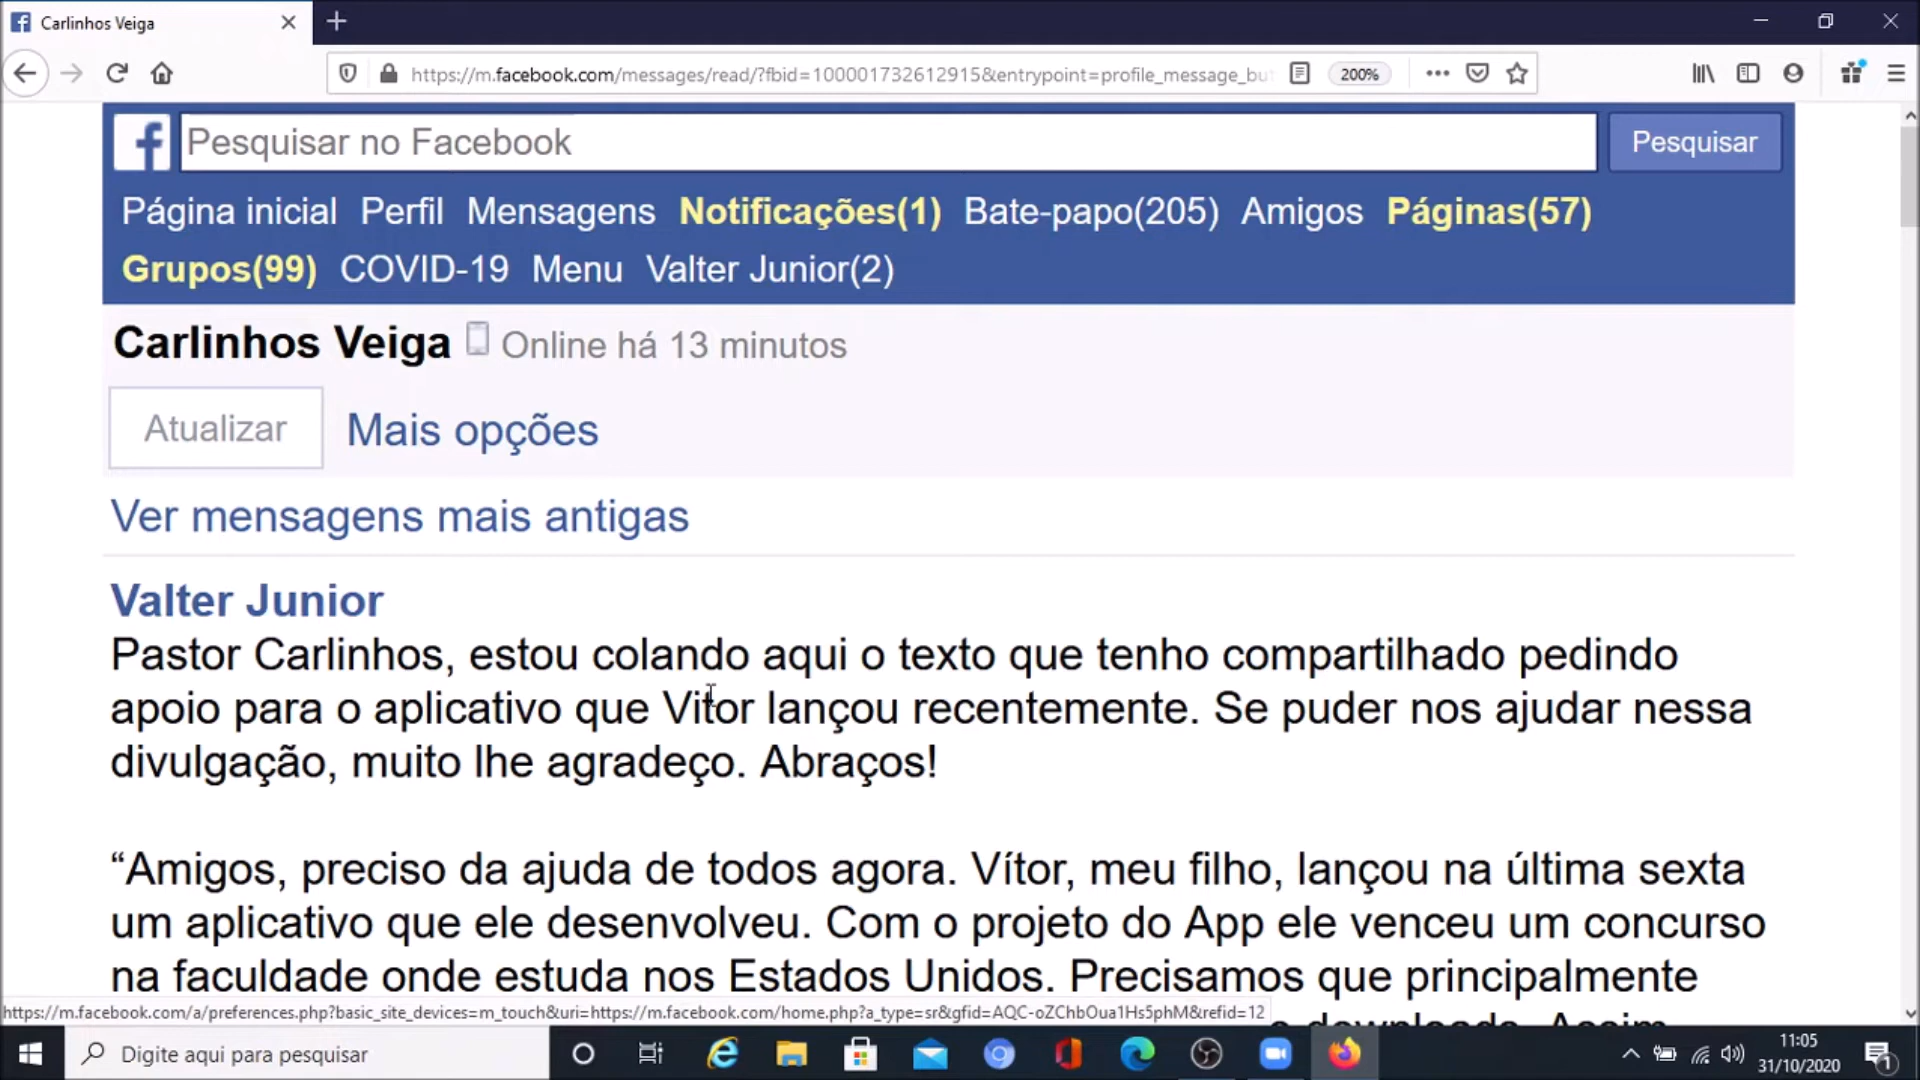 Carlinhos Veiga
https://m.facebook.com/messages/read/?fbid=100001732612915&entrypoint=profile_message_bu
200%
Pesquisar no Facebook
Pesquisar
Página inicial Perfil Mensagens Notificações(1) Bate-papo(205) Amigos Páginas(57)
Grupos(99) COVID-19 Menu Valter Junior(2)
Carlinhos Veiga Online há 13 minutos
Atualizar Mais opções
Ver mensagens mais antigas
Valter Junior
Pastor Carlinhos, estou colando aqui o texto que tenho compartilhado pedindo
apoio para o aplicativo que Vitor lançou recentemente. Se puder nos ajudar nessa
divulgação, muito lhe agradeço. Abraços!
“Amigos, preciso da ajuda de todos agora. Vítor, meu filho, lançou na última sexta
um aplicativo que ele desenvolveu. Com o projeto do App ele venceu um concurso
na faculdade onde estuda nos Estados Unidos. Precisamos que principalmente
https://m.facebook.com/a/preferences.php?basic_site_devices=m_touch&uri=https://m.facebook.com/home.php?a_type=sr&gfid=AQC-oZChbOua1Hs5phM&refid=12
Digite aqui para pesquisar
11:05
31/10/2020
1